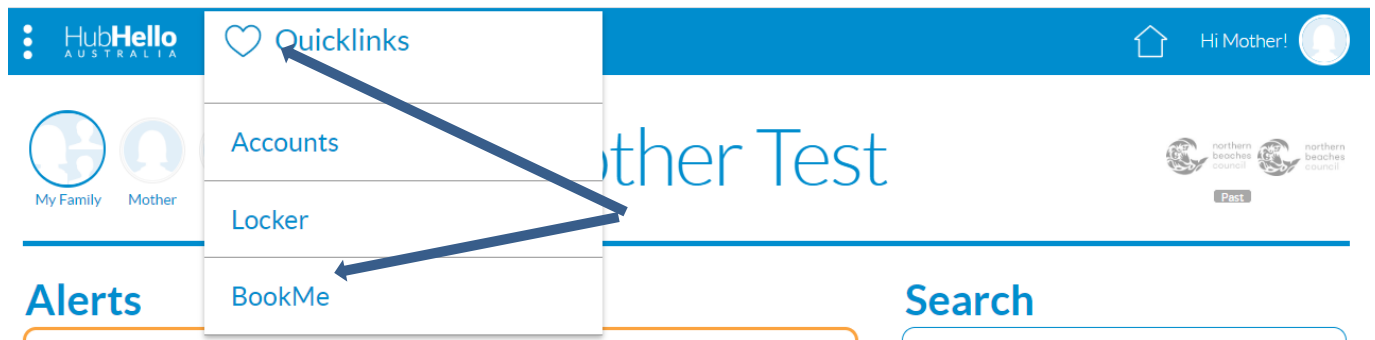 HubHello
AUSTRALIA
Quicklinks
Hi Mother!
Accounts
Locker
BookMe
ther Test
My Family
Mother
northern
beaches
council
northern
beaches
council
Past
Alerts
Search